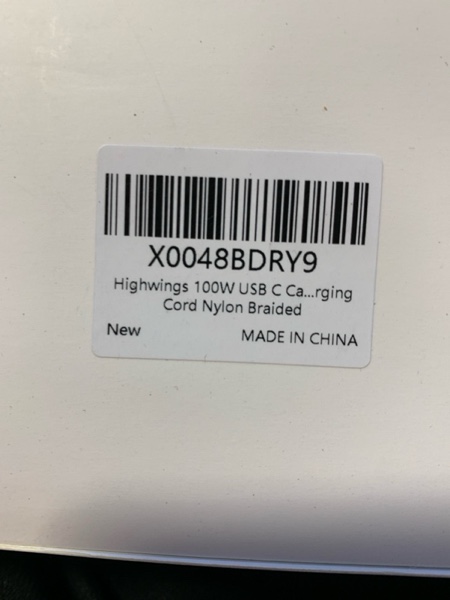 X0048BDRY9
Highwings 100W USB C Ca...rging
Cord Nylon Braided
New
MADE IN CHINA